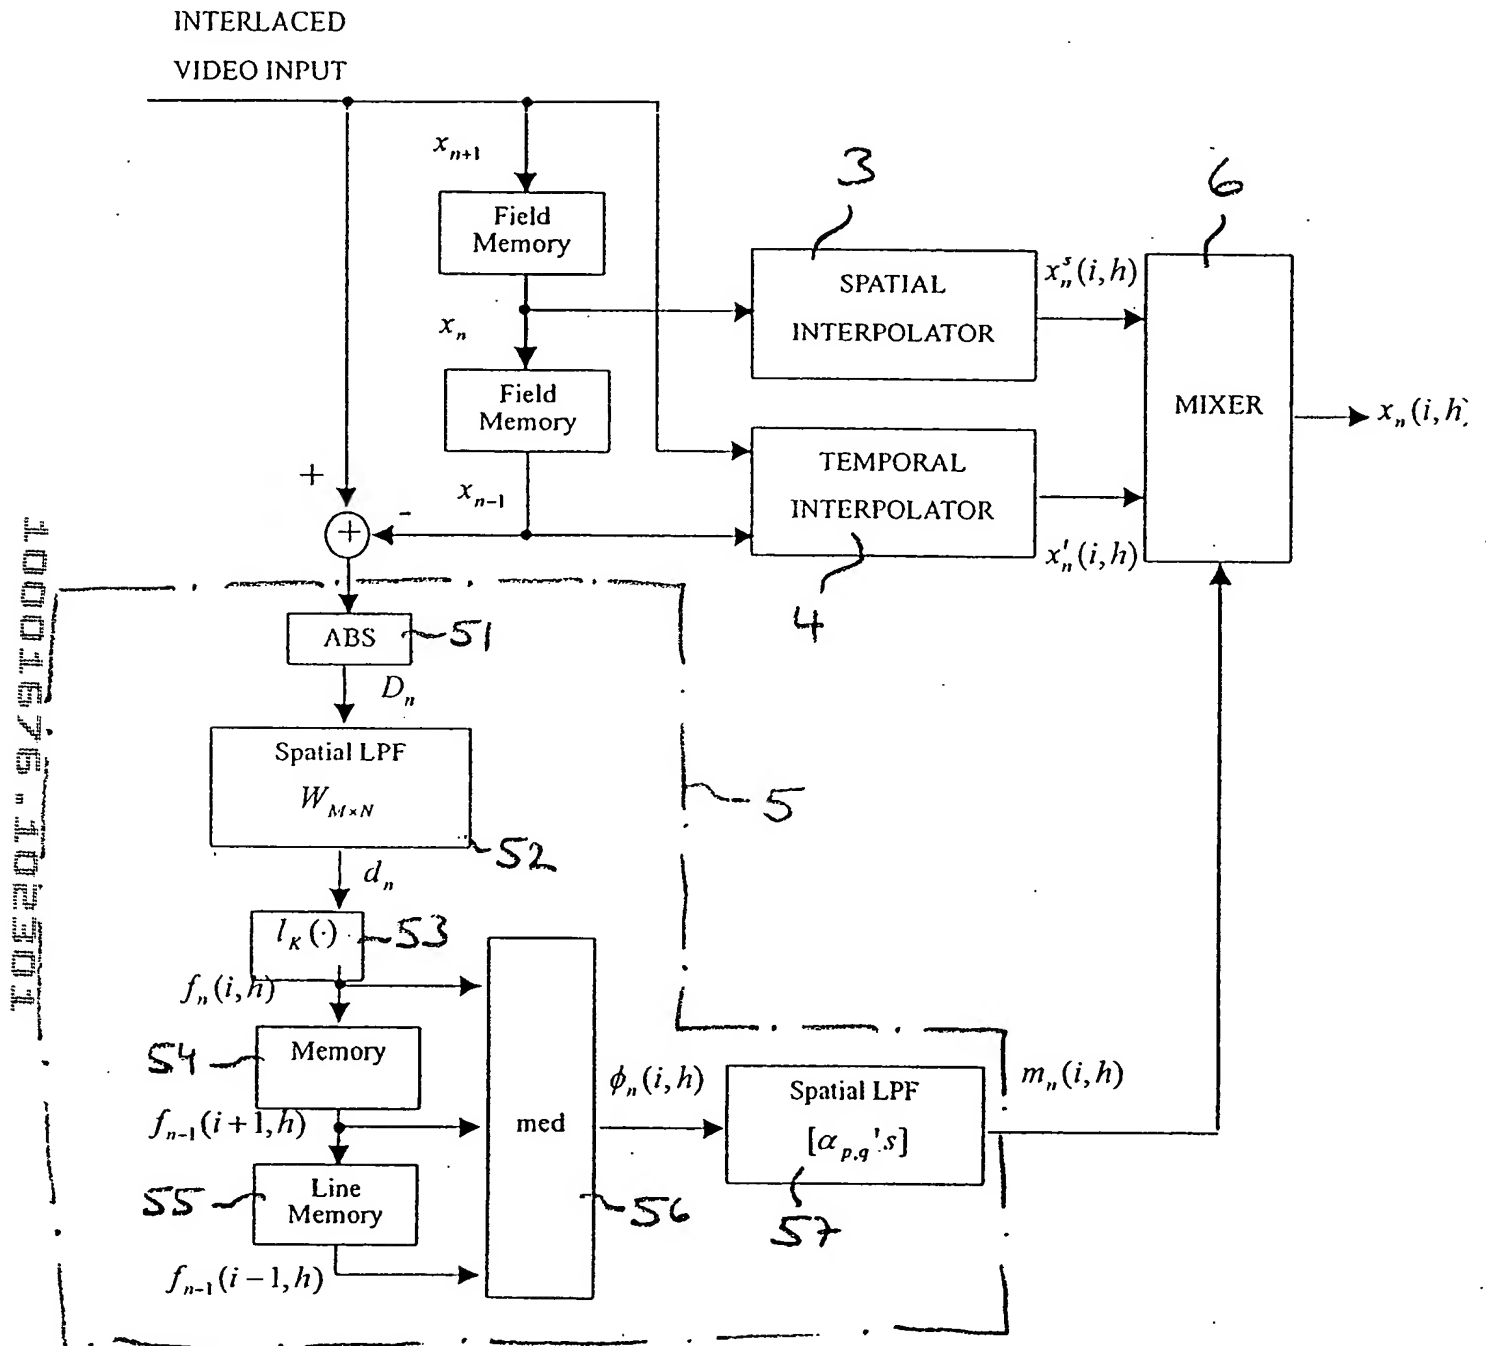 INTERLACED
VIDEO INPUT
x_{n+1}
Field
Memory
x_n
Field
Memory
x_{n-1}
+
-
+
3
SPATIAL
INTERPOLATOR
x_n^s(i,h)
6
MIXER
x_n(i,h)
TEMPORAL
INTERPOLATOR
x_n^t(i,h)
4
ABS
51
D_n
Spatial LPF
W_{M×N}
52
d_n
5
l_K(·)
53
f_n(i,h)
54
Memory
f_{n-1}(i+1,h)
55
Line
Memory
f_{n-1}(i-1,h)
med
56
ϕ_n(i,h)
Spatial LPF
[α_{p,q}'s]
57
m_n(i,h)
10001676.102301